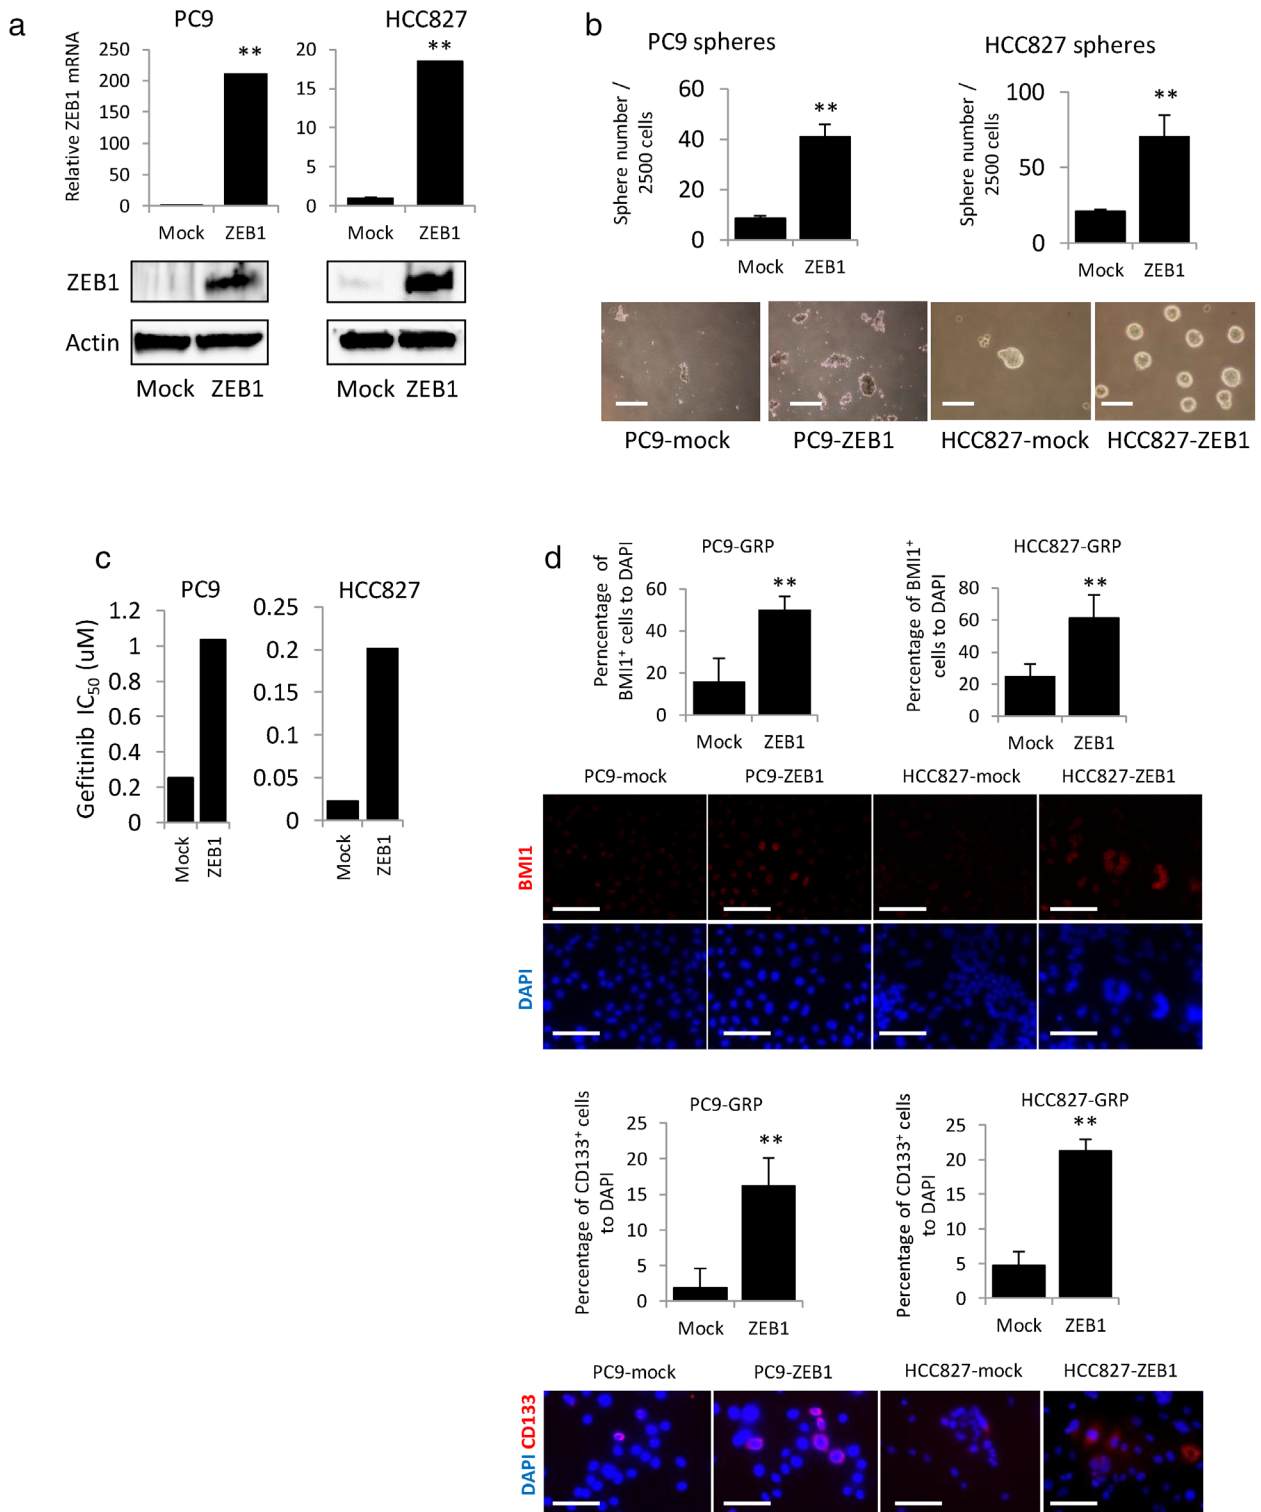 a
PC9
HCC827
Relative ZEB1 mRNA
250
200
150
100
50
0
**
Mock ZEB1
20
15
10
5
0
**
Mock ZEB1
ZEB1
Actin
Mock ZEB1
Mock ZEB1
b
PC9 spheres
HCC827 spheres
Sphere number /
2500 cells
60
40
20
0
**
Mock ZEB1
Sphere number /
2500 cells
100
50
0
**
Mock ZEB1
PC9-mock
PC9-ZEB1
HCC827-mock
HCC827-ZEB1
c
PC9
HCC827
Gefitinib IC50 (uM)
1.2
1
0.8
0.6
0.4
0.2
0
Mock
ZEB1
0.25
0.2
0.15
0.1
0.05
0
Mock
ZEB1
d
PC9-GRP
HCC827-GRP
Perncentage of
BMI1+ cells to DAPI
60
40
20
0
**
Mock ZEB1
Percentage of BMI1+
cells to DAPI
80
60
40
20
0
**
Mock ZEB1
PC9-mock
PC9-ZEB1
HCC827-mock
HCC827-ZEB1
BMI1
DAPI
PC9-GRP
HCC827-GRP
Percentage of CD133+ cells
to DAPI
25
20
15
10
5
0
**
Mock ZEB1
Percentage of CD133+ cells
to DAPI
25
20
15
10
5
0
**
Mock ZEB1
PC9-mock
PC9-ZEB1
HCC827-mock
HCC827-ZEB1
DAPI CD133